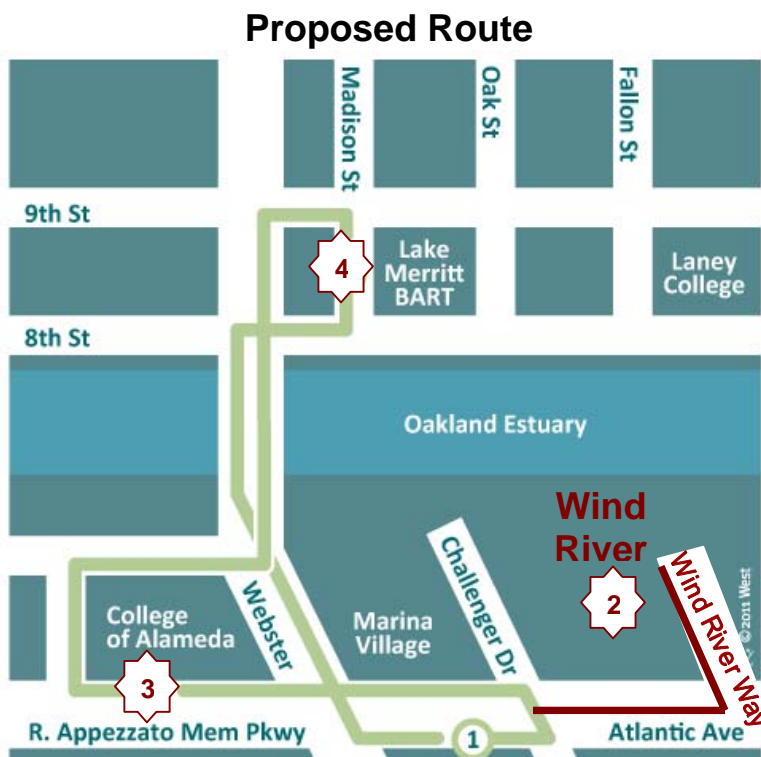 Proposed Route
Madison St
Oak St
Fallon St
9th St
4
Lake
Merritt
BART
Laney
College
8th St
Oakland Estuary
Wind
River
2
Challenger Dr
Wind River Way
© 2011 West
College
of Alameda
Webster
Marina
Village
3
R. Appezzato Mem Pkwy
1
Atlantic Ave